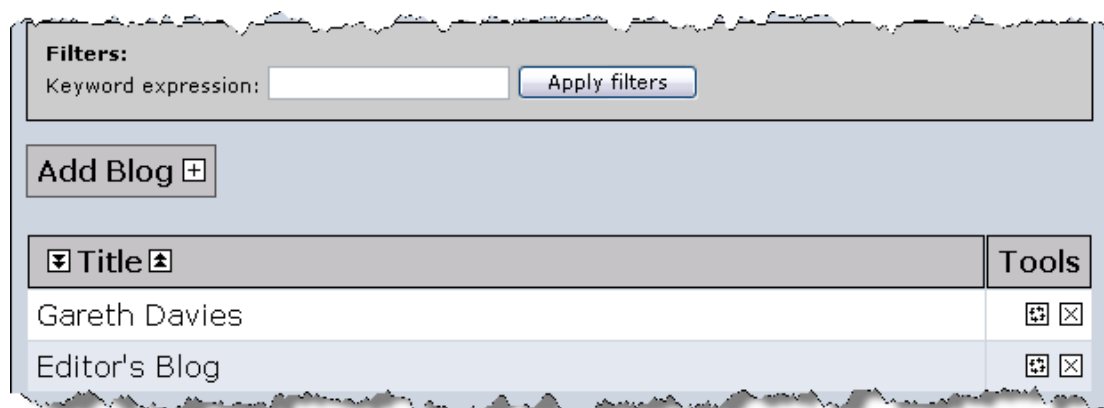 Filters:
Keyword expression: Apply filters
Add Blog
Title Tools
Gareth Davies
Editor's Blog